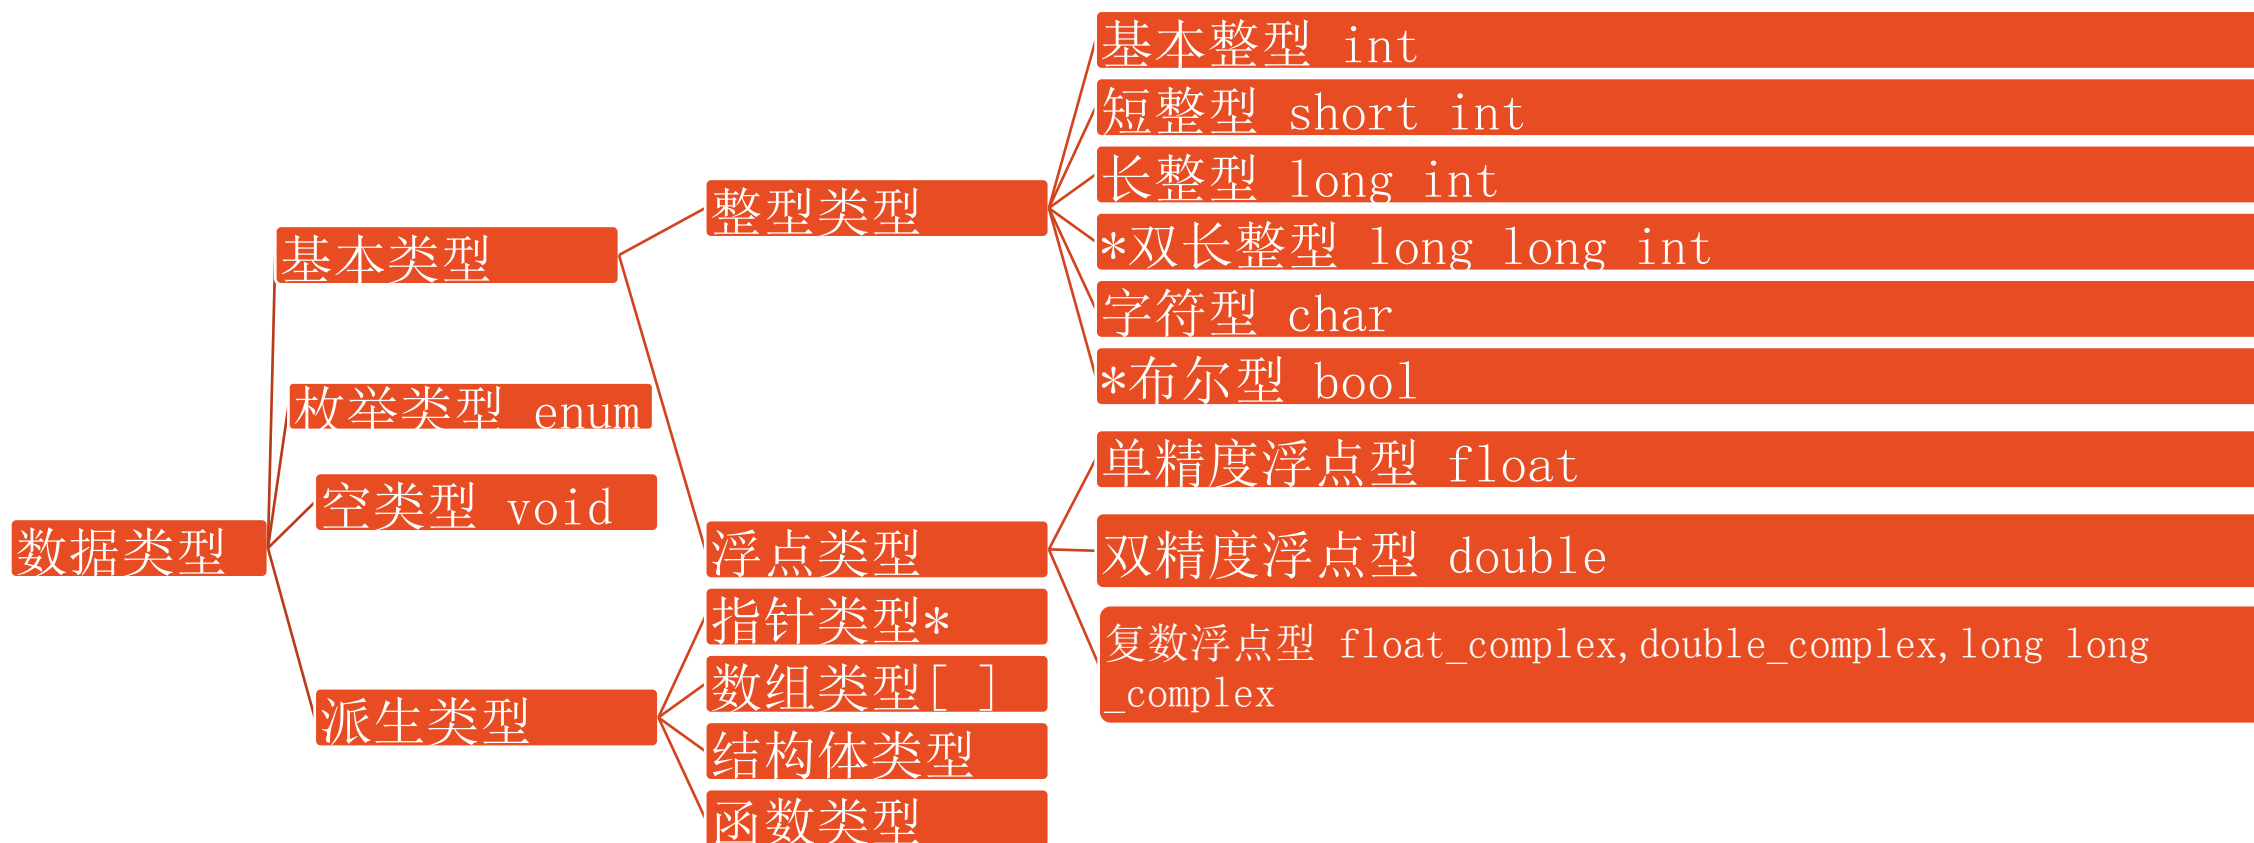 数据类型
基本类型
枚举类型 enum
空类型 void
派生类型
整型类型
浮点类型
指针类型*
数组类型[ ]
结构体类型
函数类型
基本整型 int
短整型 short int
长整型 long int
*双长整型 long long int
字符型 char
*布尔型 bool
单精度浮点型 float
双精度浮点型 double
复数浮点型 float_complex,double_complex,long long
_complex